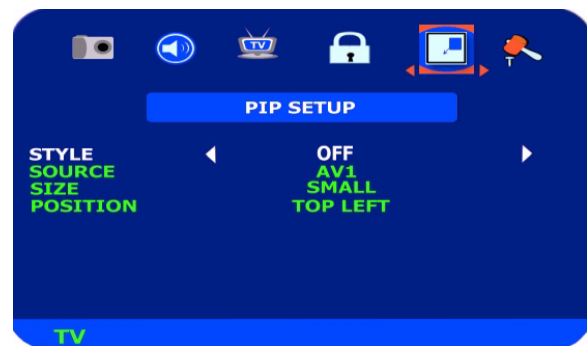 TV
PIP SETUP
STYLE OFF
SOURCE AV1
SIZE SMALL
POSITION TOP LEFT
TV